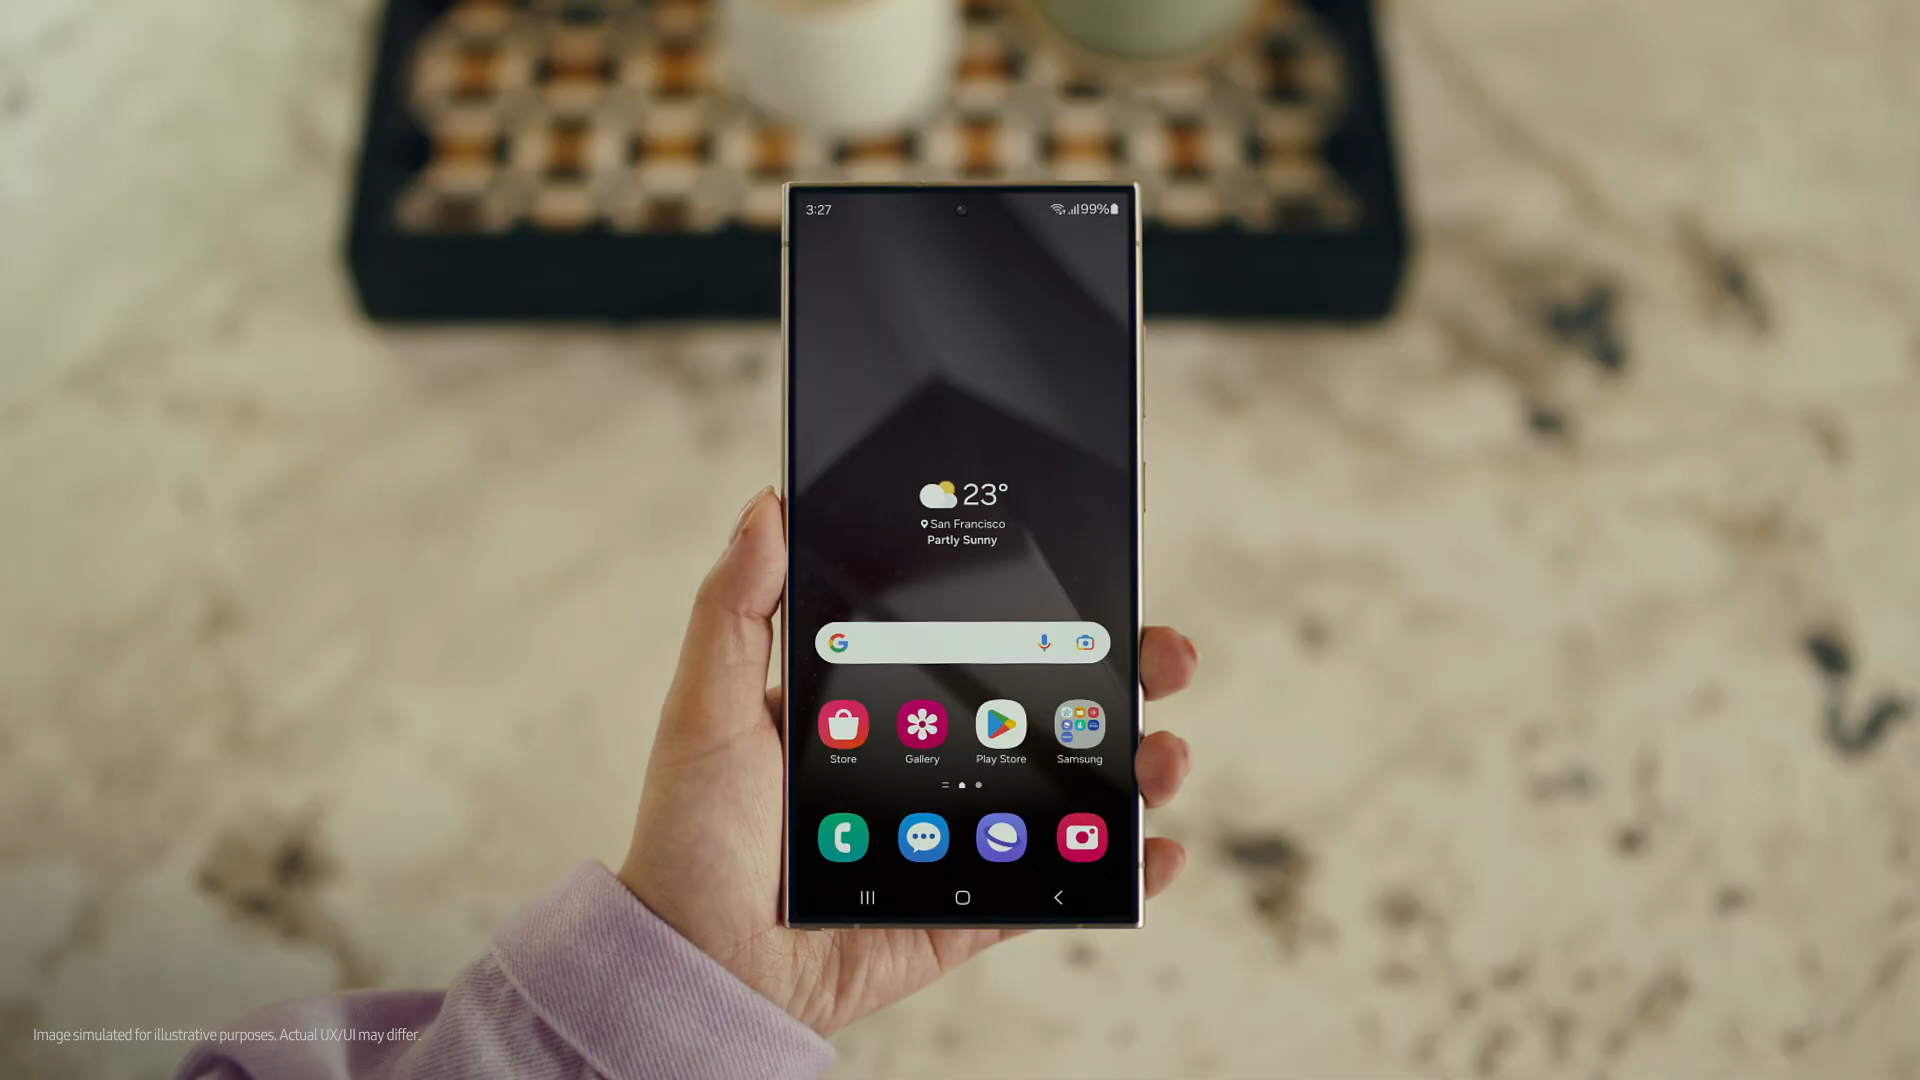 3:27
99%
23°
San Francisco
Partly Sunny
Store
Gallery
Play Store
Samsung
Image simulated for illustrative purposes. Actual UX/UI may differ.